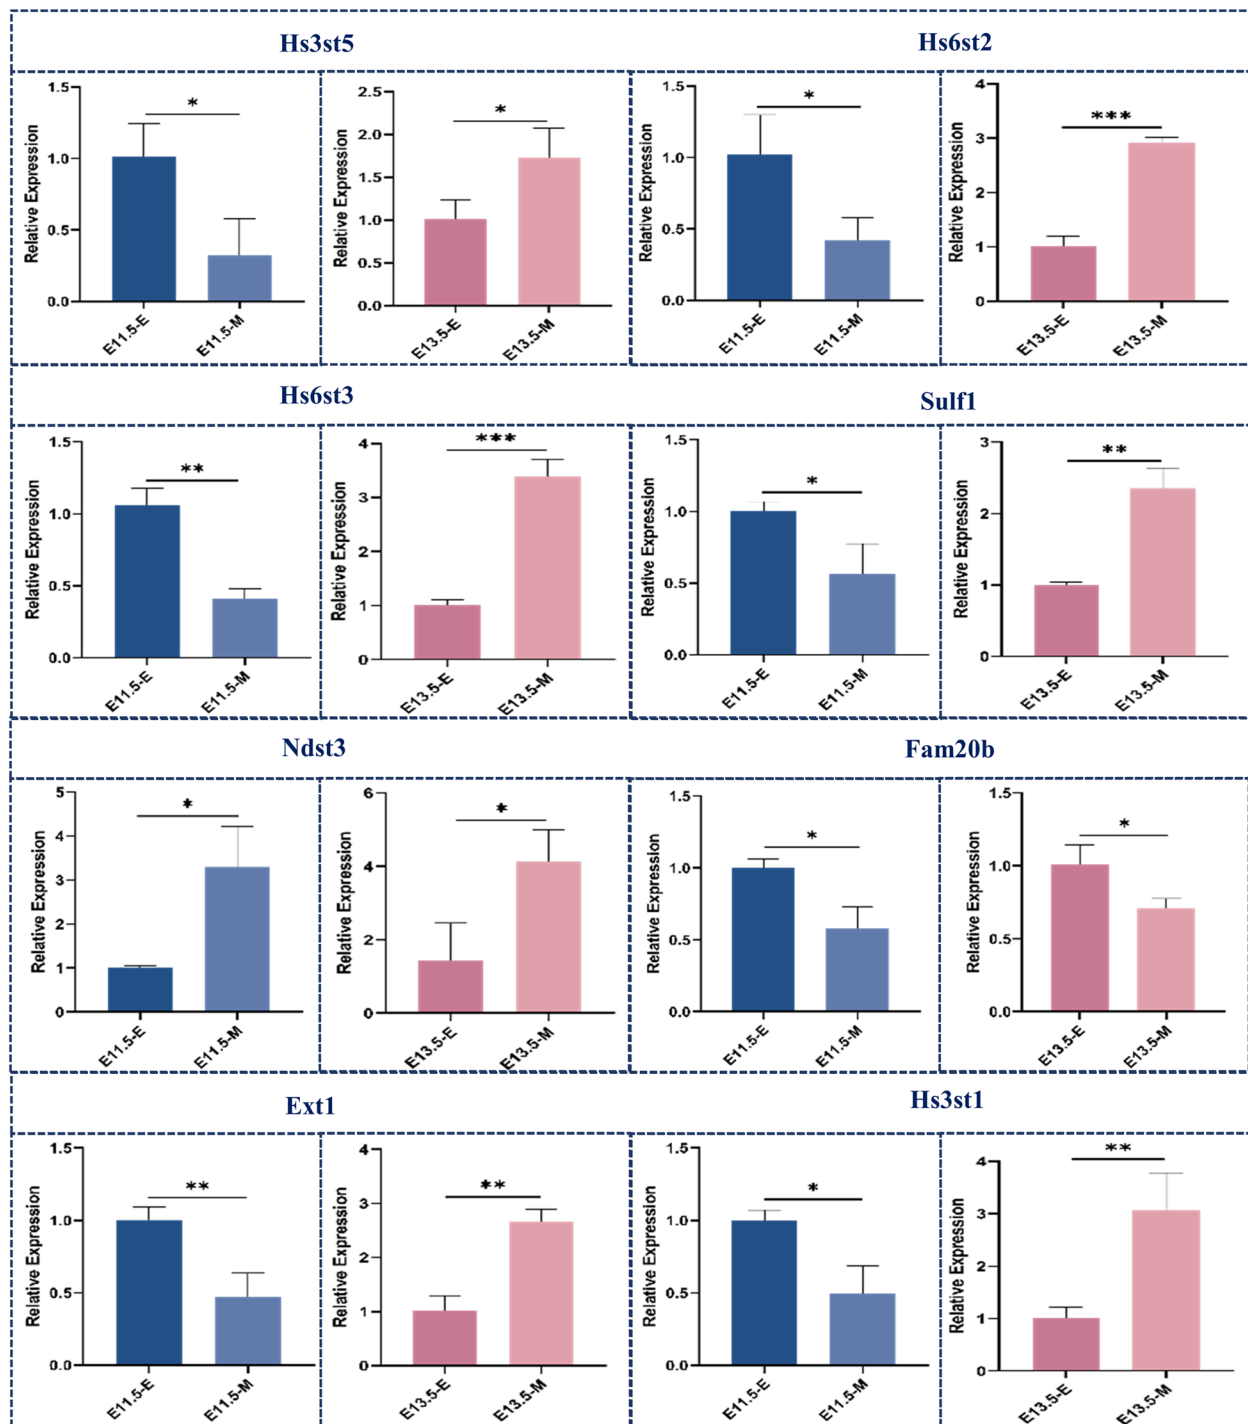 Hs3st5
Hs6st2
Relative Expression
1.5
1.0
0.5
0.0
*
E11.5-E
E11.5-M
Relative Expression
2.5
2.0
1.5
1.0
0.5
0.0
*
E13.5-E
E13.5-M
Relative Expression
1.5
1.0
0.5
0.0
*
E11.5-E
E11.5-M
Relative Expression
4
3
2
1
0
***
E13.5-E
E13.5-M
Hs6st3
Sulf1
Relative Expression
1.5
1.0
0.5
0.0
**
E11.5-E
E11.5-M
Relative Expression
4
3
2
1
0
***
E13.5-E
E13.5-M
Relative Expression
1.5
1.0
0.5
0.0
*
E11.5-E
E11.5-M
Relative Expression
3
2
1
0
**
E13.5-E
E13.5-M
Ndst3
Fam20b
Relative Expression
5
4
3
2
1
0
*
E11.5-E
E11.5-M
Relative Expression
6
4
2
0
*
E13.5-E
E13.5-M
Relative Expression
1.5
1.0
0.5
0.0
*
E11.5-E
E11.5-M
Relative Expression
1.5
1.0
0.5
0.0
*
E13.5-E
E13.5-M
Ext1
Hs3st1
Relative Expression
1.5
1.0
0.5
0.0
**
E11.5-E
E11.5-M
Relative Expression
4
3
2
1
0
**
E13.5-E
E13.5-M
Relative Expression
1.5
1.0
0.5
0.0
*
E11.5-E
E11.5-M
Relative Expression
4
3
2
1
0
**
E13.5-E
E13.5-M